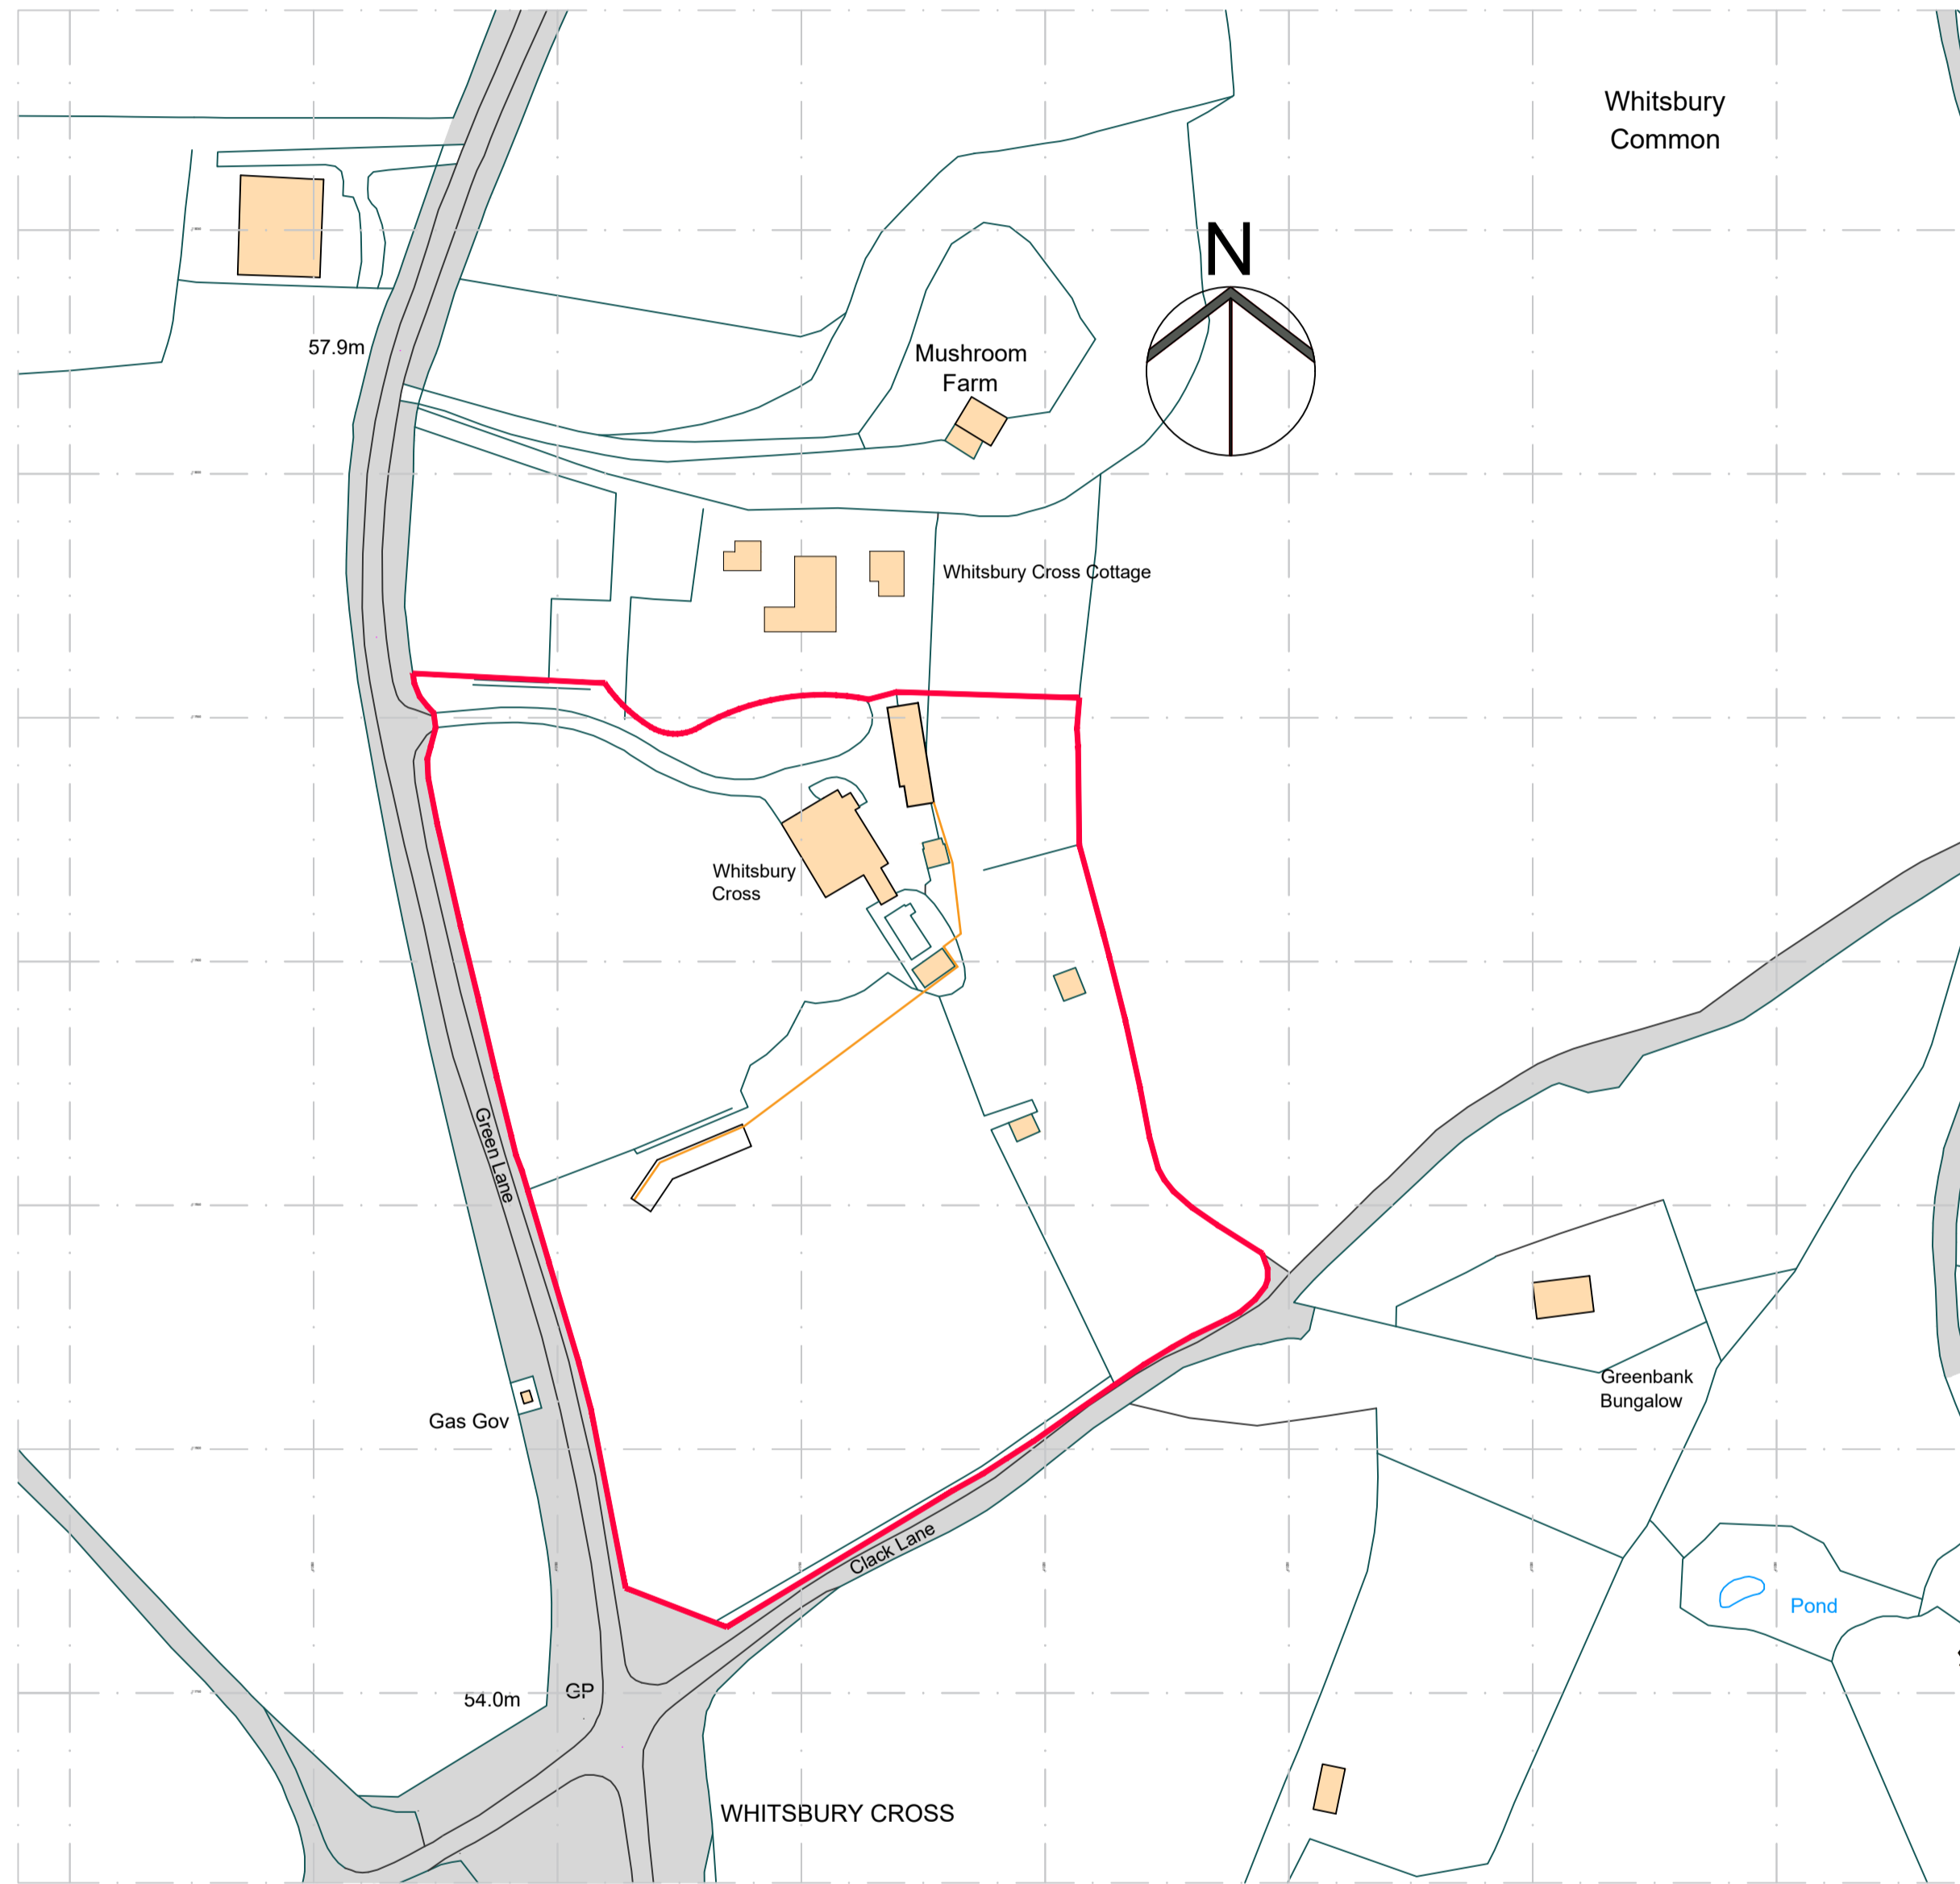 Whitsbury
Common
N
57.9m
Mushroom
Farm
Whitsbury Cross Cottage
Whitsbury
Cross
Green Lane
Greenbank
Bungalow
Gas Gov
Clack Lane
Pond
GP
54.0m
WHITSBURY CROSS